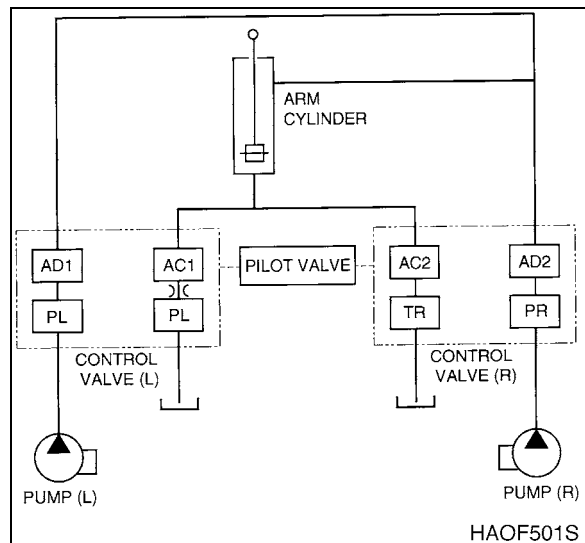 ARM
CYLINDER
AD1
AC1
PILOT VALVE
AC2
AD2
PL
PL
TR
PR
CONTROL
VALVE (L)
CONTROL
VALVE (R)
PUMP (L)
PUMP (R)
HAOF501S